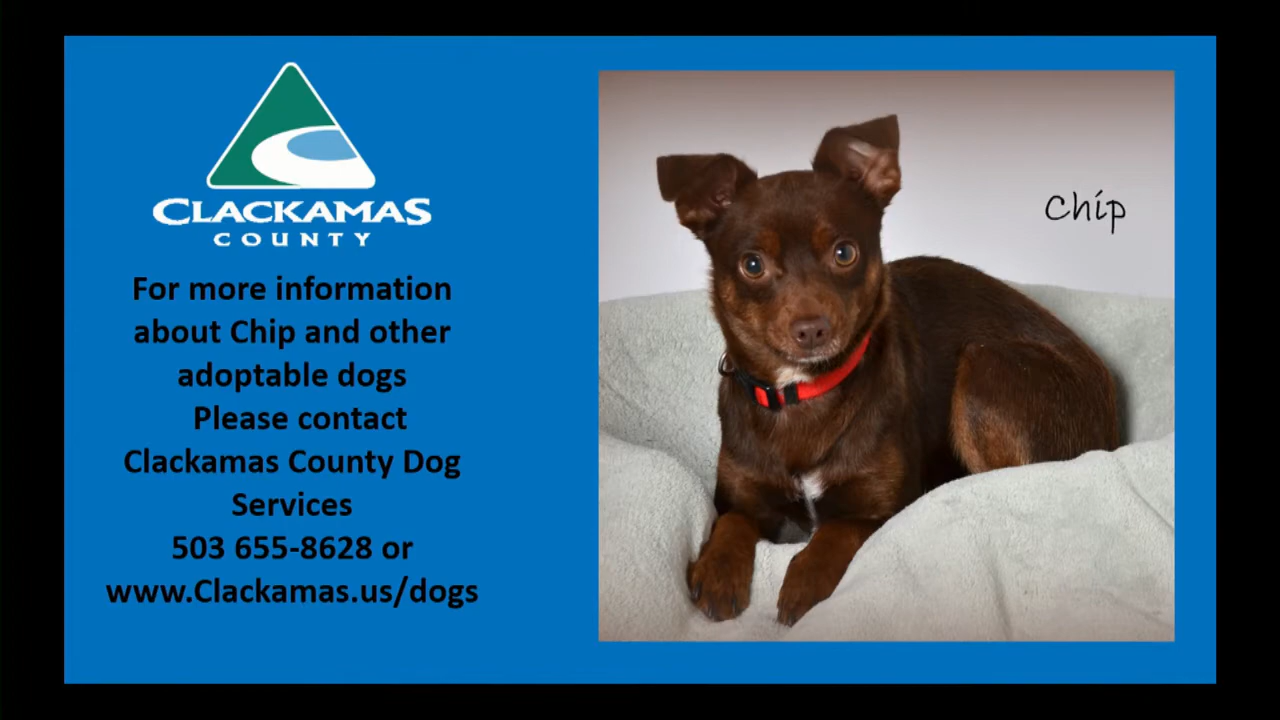 CLACKAMAS
COUNTY
For more information
about Chip and other
adoptable dogs
Please contact
Clackamas County Dog
Services
503 655-8628 or
www.Clackamas.us/dogs
Chip